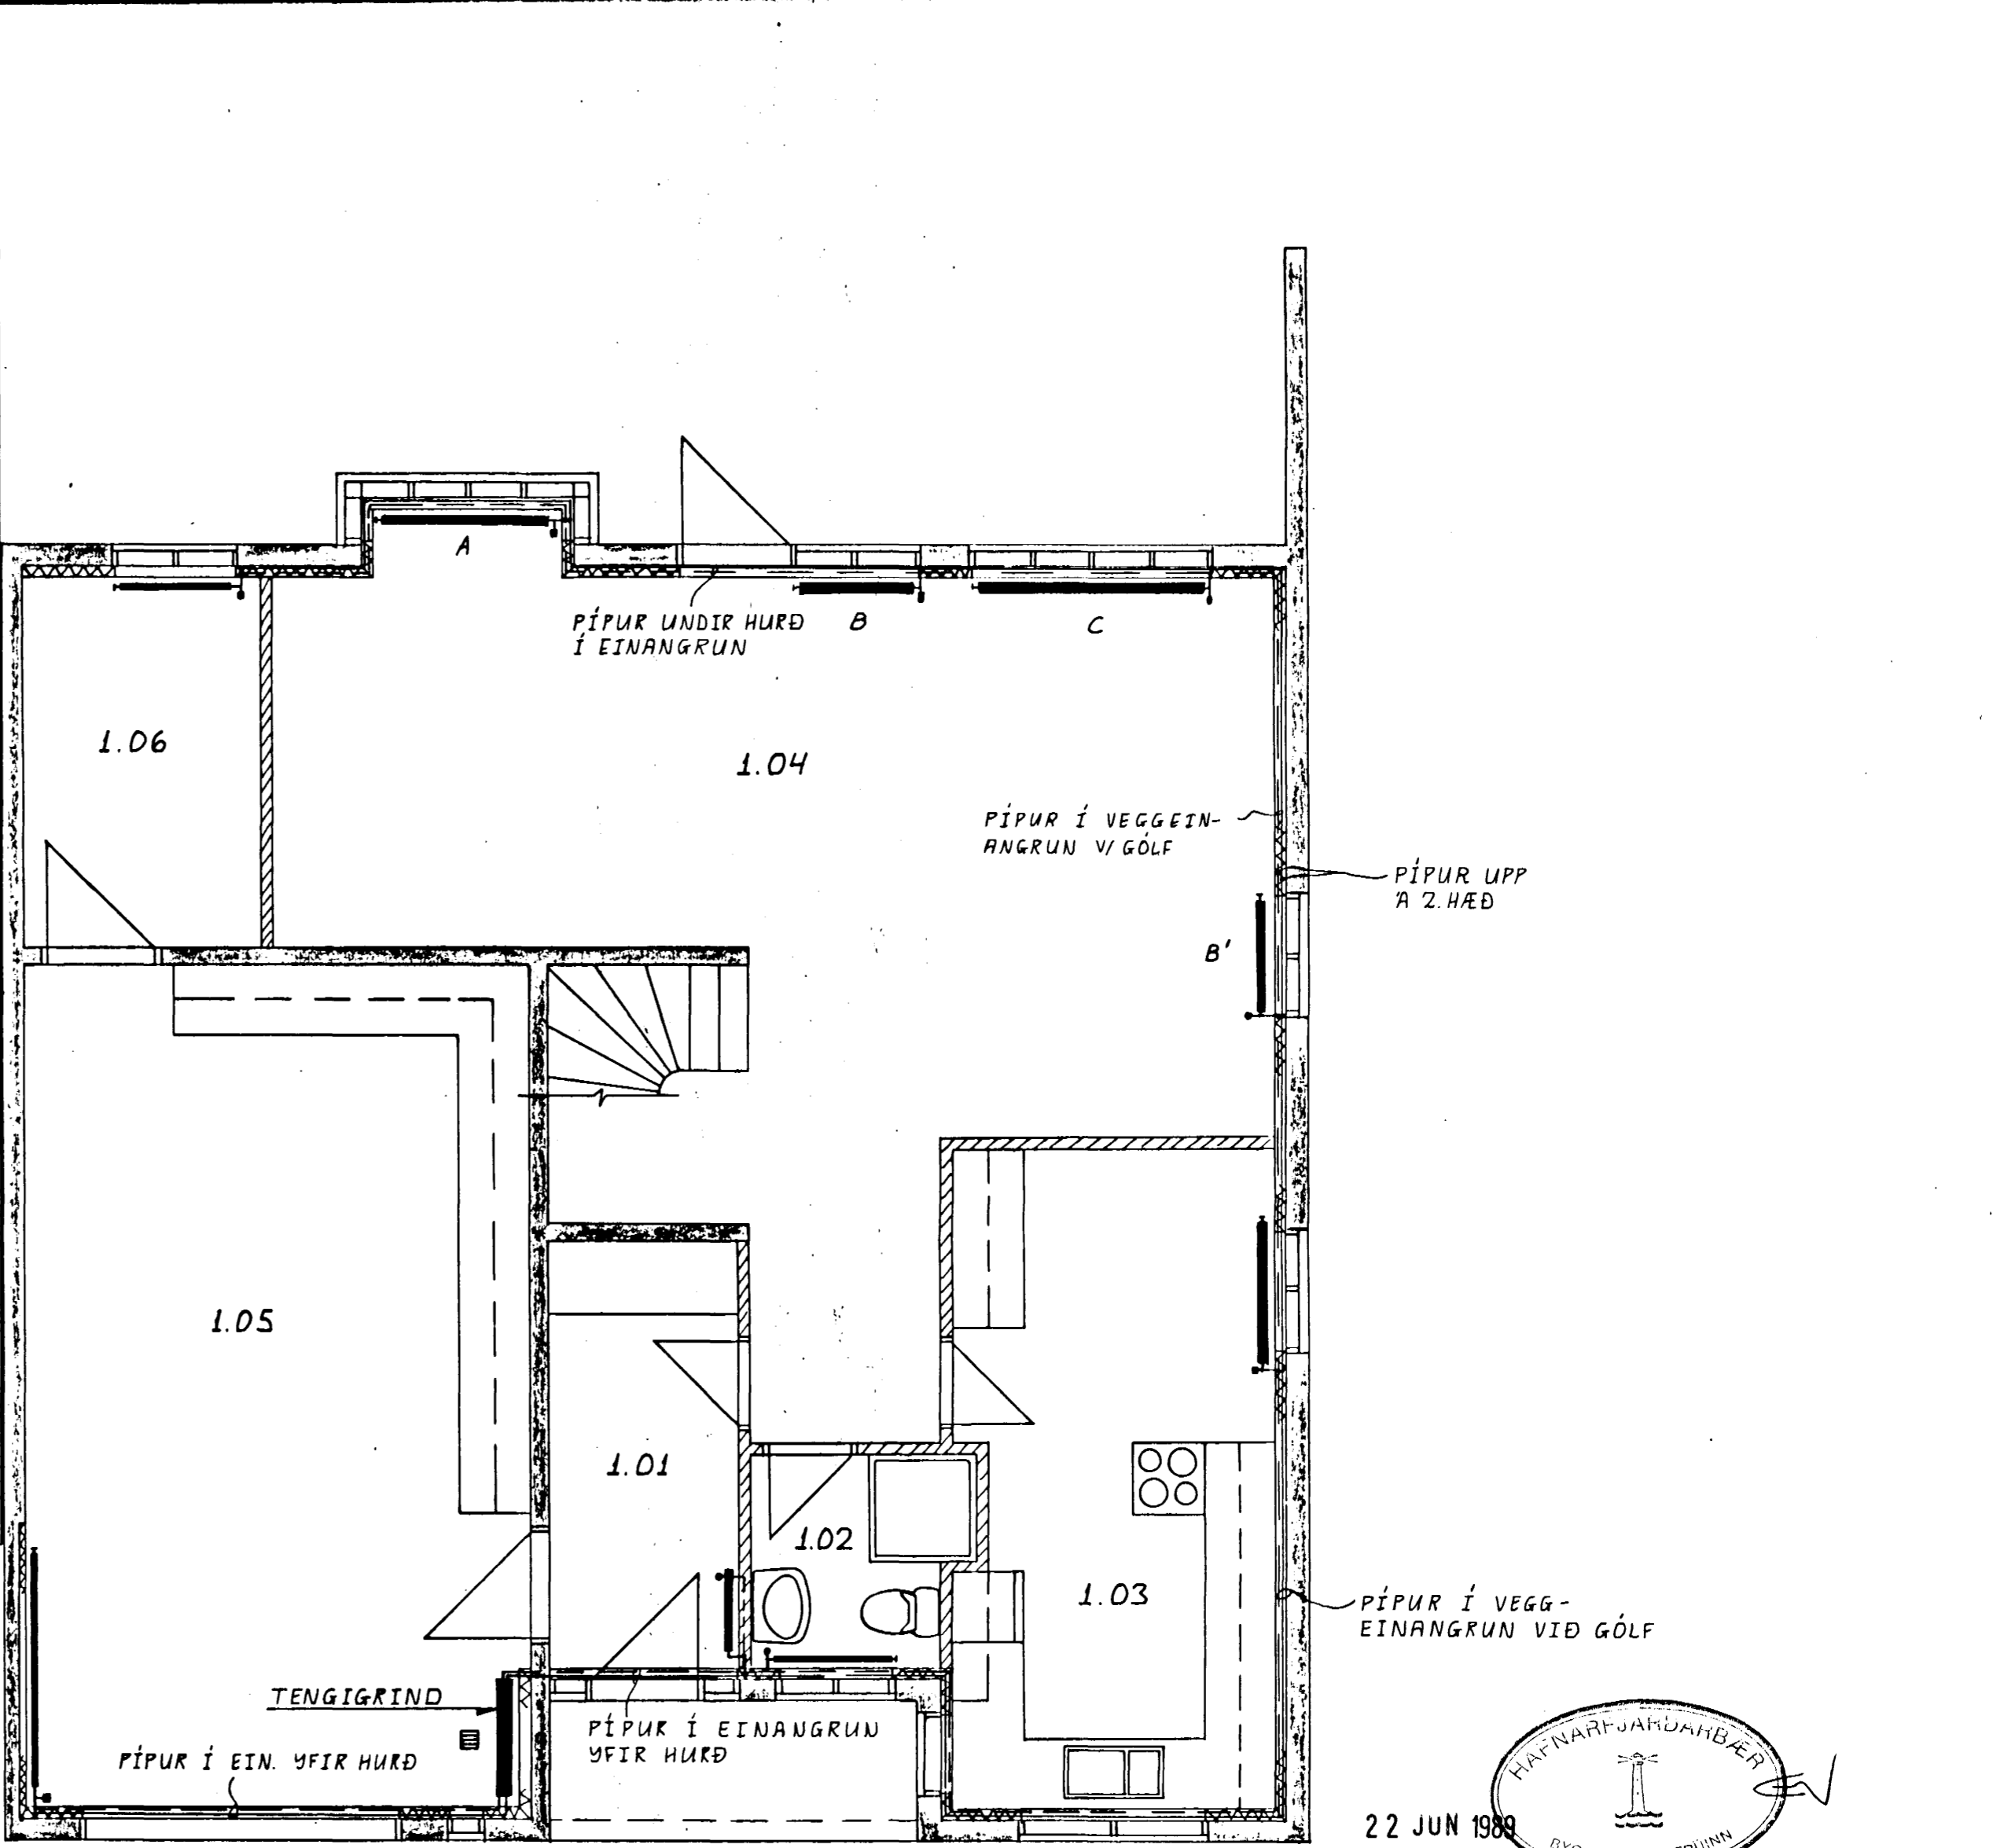 A
PÍPUR UNDIR HURÐ
Í EINANGRUN
B
C
1.06
1.04
PÍPUR Í VEGGEIN-
ANGRUN V/ GÓLF
PÍPUR UPP
Á 2. HÆÐ
B'
1.05
1.01
1.02
1.03
PÍPUR Í VEGG-
EINANGRUN VIÐ GÓLF
TENGIGRIND
PÍPUR Í EINANGRUN
YFIR HURÐ
PÍPUR Í EIN. YFIR HURÐ
HAFNARFJARÐARBÆR
22 JUN 1989